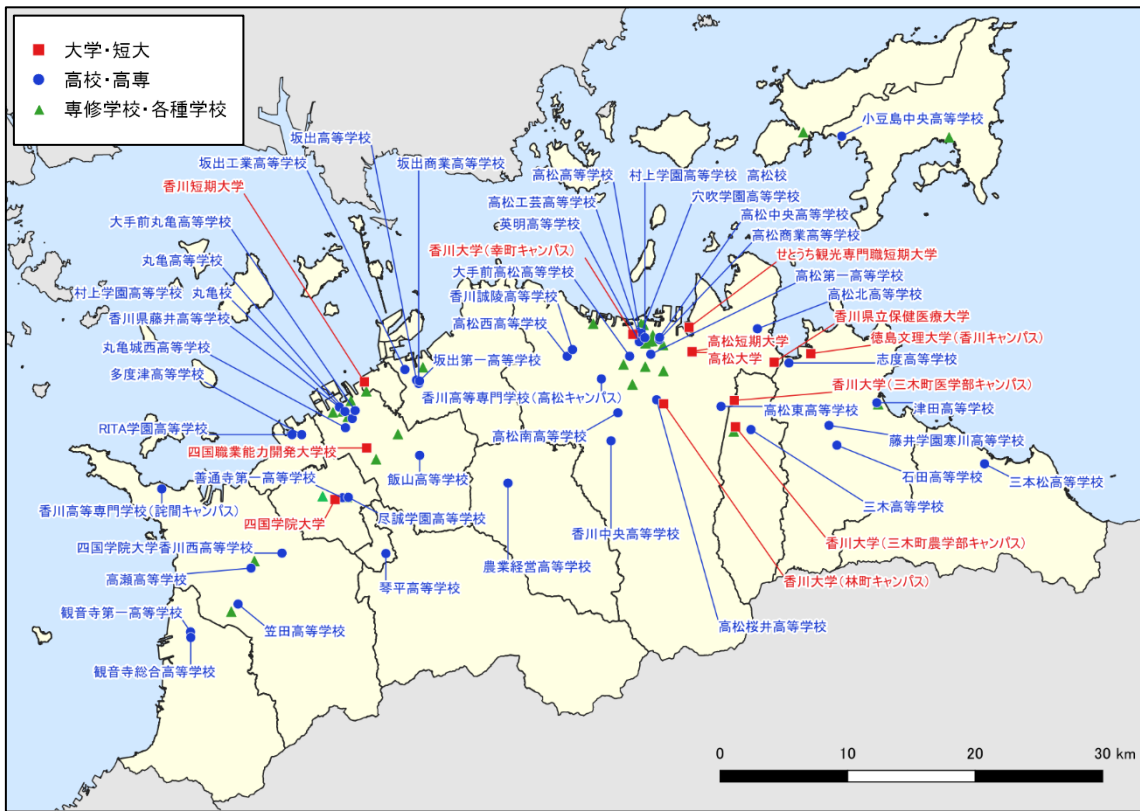 大学・短大
高校・高専
専修学校・各種学校
坂出高等学校
坂出工業高等学校
坂出商業高等学校
香川短期大学
大手前丸亀高等学校
丸亀高等学校
村上学園高等学校 丸亀校
香川県藤井高等学校
丸亀城西高等学校
多度津高等学校
RITA学園高等学校
四国職業能力開発大学校
善通寺第一高等学校
香川高等専門学校(詫間キャンパス)
四国学院大学
尽誠学園高等学校
四国学院大学香川西高等学校
高瀬高等学校
観音寺第一高等学校
笠田高等学校
観音寺総合高等学校
琴平高等学校
飯山高等学校
農業経営高等学校
坂出第一高等学校
香川高等専門学校(高松キャンパス)
高松南高等学校
香川中央高等学校
高松高等学校
村上学園高等学校 高松校
高松工芸高等学校
穴吹学園高等学校
英明高等学校
高松中央高等学校
香川大学(幸町キャンパス)
高松商業高等学校
大手前高松高等学校
せとうち観光専門職短期大学
香川誠陵高等学校
高松第一高等学校
高松西高等学校
高松北高等学校
小豆島中央高等学校
香川県立保健医療大学
高松短期大学
高松大学
徳島文理大学(香川キャンパス)
志度高等学校
香川大学(三木町医学部キャンパス)
高松東高等学校
津田高等学校
藤井学園寒川高等学校
石田高等学校
三本松高等学校
三木高等学校
香川大学(三木町農学部キャンパス)
香川大学(林町キャンパス)
高松桜井高等学校
0 10 20 30 km